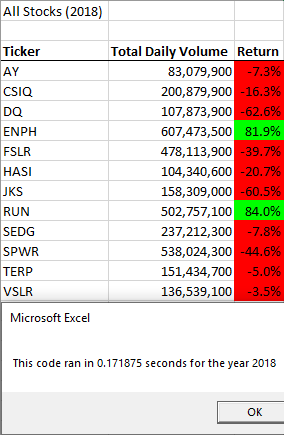 All Stocks (2018)
Ticker Total Daily Volume Return
AY 83,079,900 -7.3%
CSIQ 200,879,900 -16.3%
DQ 107,873,900 -62.6%
ENPH 607,473,500 81.9%
FSLR 478,113,900 -39.7%
HASI 104,340,600 -20.7%
JKS 158,309,000 -60.5%
RUN 502,757,100 84.0%
SEDG 237,212,300 -7.8%
SPWR 538,024,300 -44.6%
TERP 151,434,700 -5.0%
VSLR 136,539,100 -3.5%
Microsoft Excel
This code ran in 0.171875 seconds for the year 2018
OK